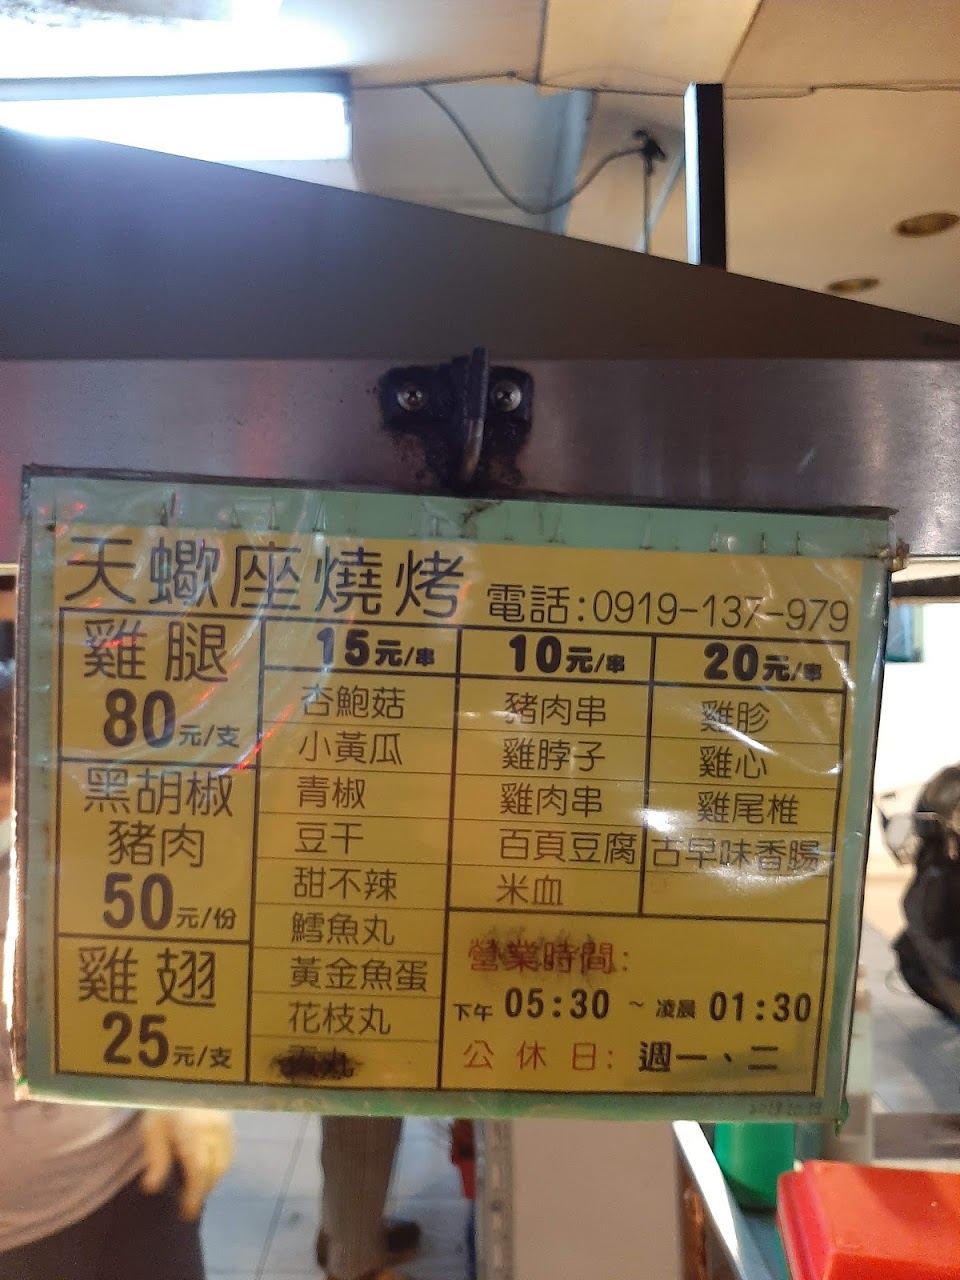 天蠍座燒烤 電話:0919-137-979
雞腿
80元/支
黑胡椒
豬肉
50元/份
雞翅
25元/支
15元/串
杏鮑菇
小黃瓜
青椒
豆干
甜不辣
鱈魚丸
黃金魚蛋
花枝丸
10元/串
豬肉串
雞脖子
雞肉串
百頁豆腐
米血
20元/串
雞胗
雞心
雞尾椎
古早味香腸
營業時間:
下午 05:30 ~ 凌晨 01:30
公休日: 週一、二